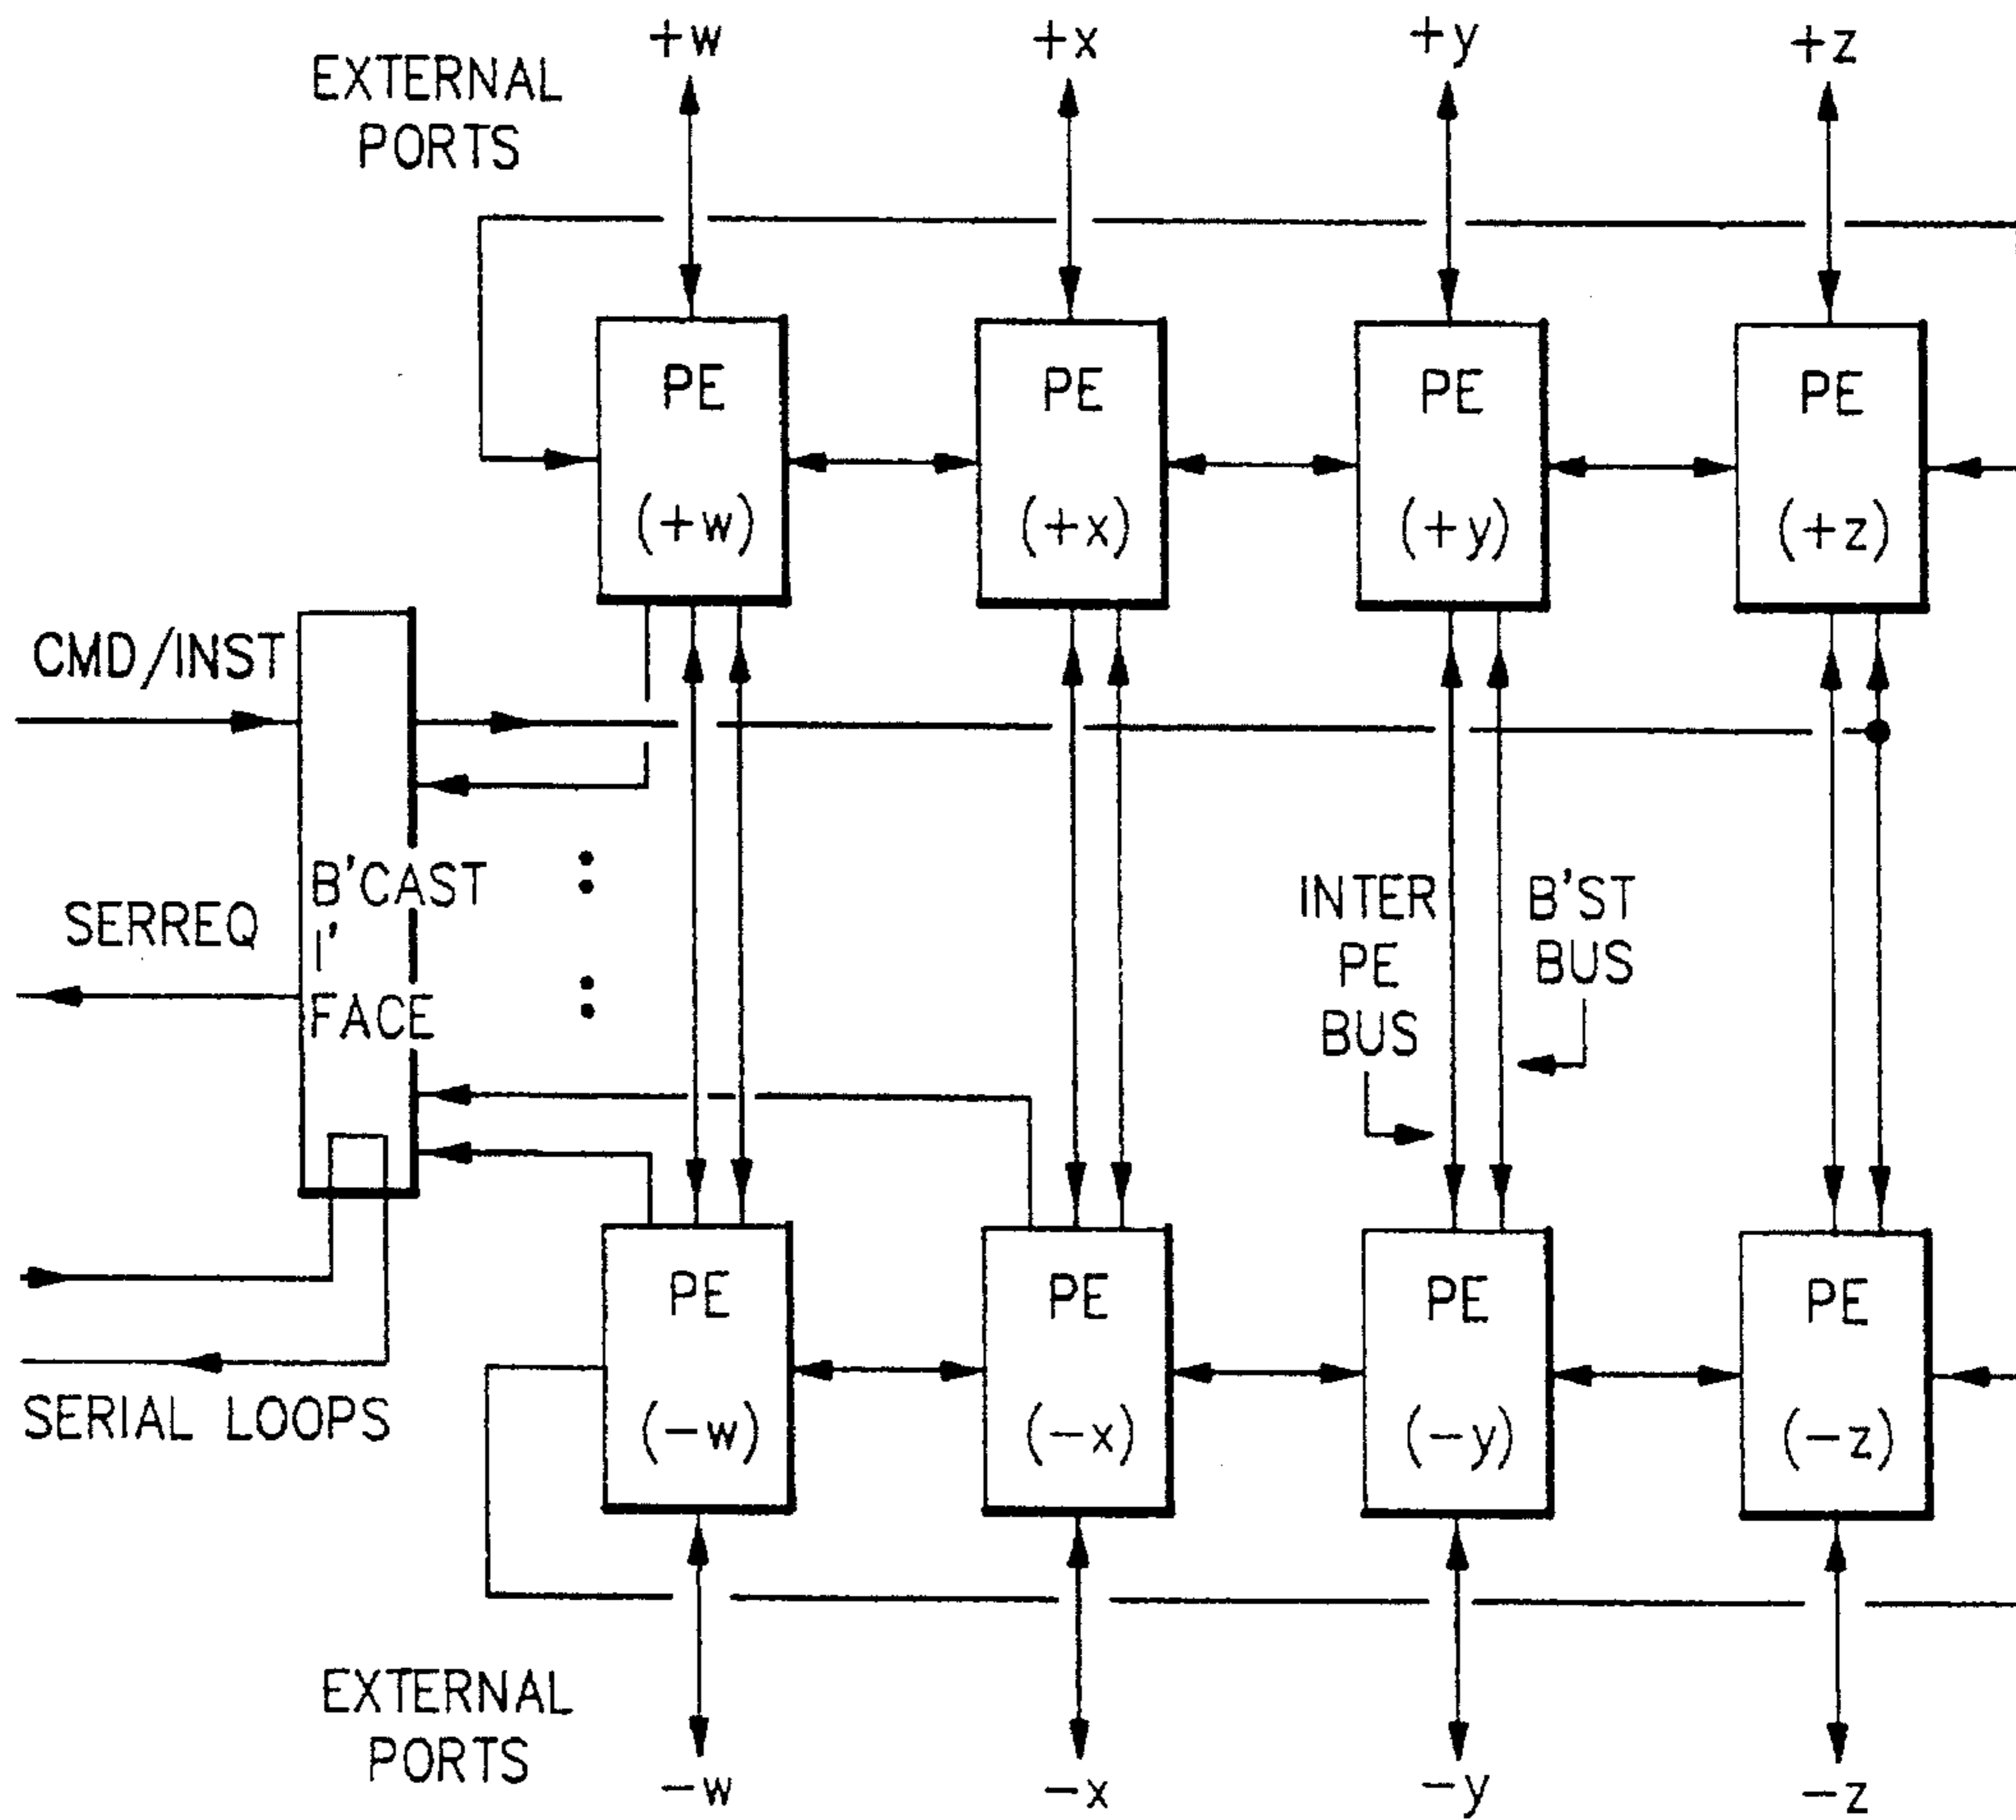 +w +x +y +z
EXTERNAL
PORTS
PE PE PE PE
(+w) (+x) (+y) (+z)
CMD/INST
B'CAST
I'
FACE
SERREQ
INTER
PE
BUS
B'ST
BUS
PE PE PE PE
(-w) (-x) (-y) (-z)
SERIAL LOOPS
EXTERNAL
PORTS
-w -x -y -z